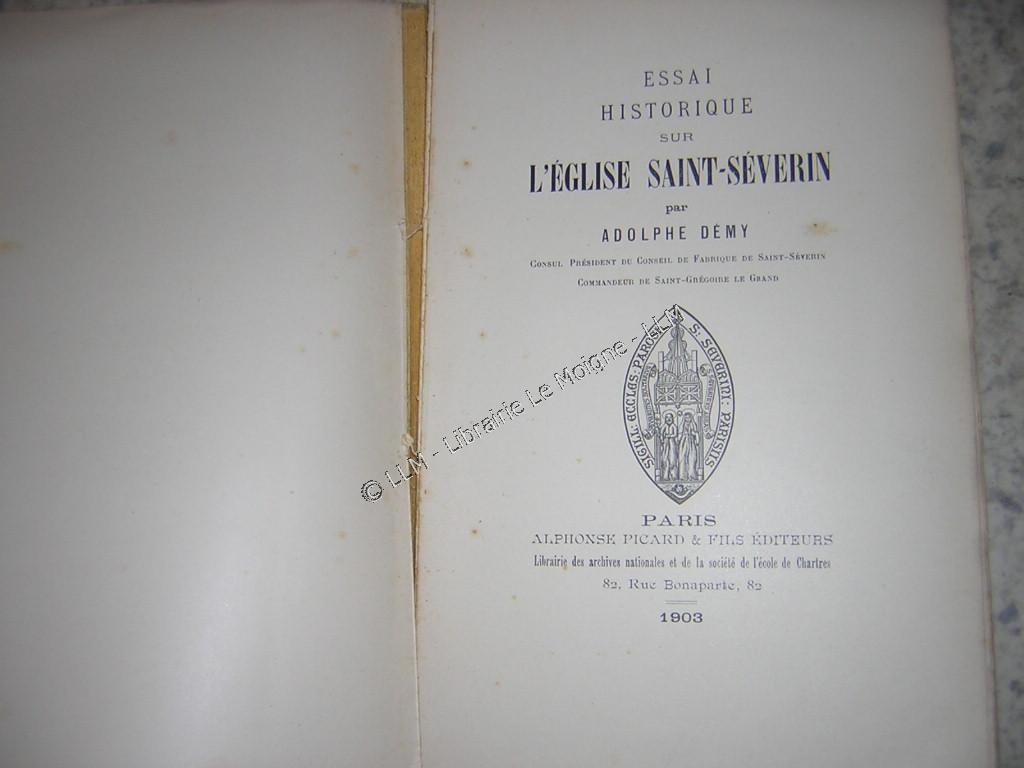 ESSAI
HISTORIQUE
SUR
L'ÉGLISE SAINT-SÉVERIN
par
ADOLPHE DÉMY
CONSUL PRÉSIDENT DU CONSEIL DE FABRIQUE DE SAINT-SÉVERIN
COMMANDEUR DE SAINT-GRÉGOIRE LE GRAND
SIGILL: ECCLES: PAROCH: S: SEVERINI: PARISIIS
© LLM - Librairie Le Moigne - LLM
PARIS
ALPHONSE PICARD & FILS ÉDITEURS
Librairie des archives nationales et de la société de l'école de Chartres
82, Rue Bonaparte, 82
1903